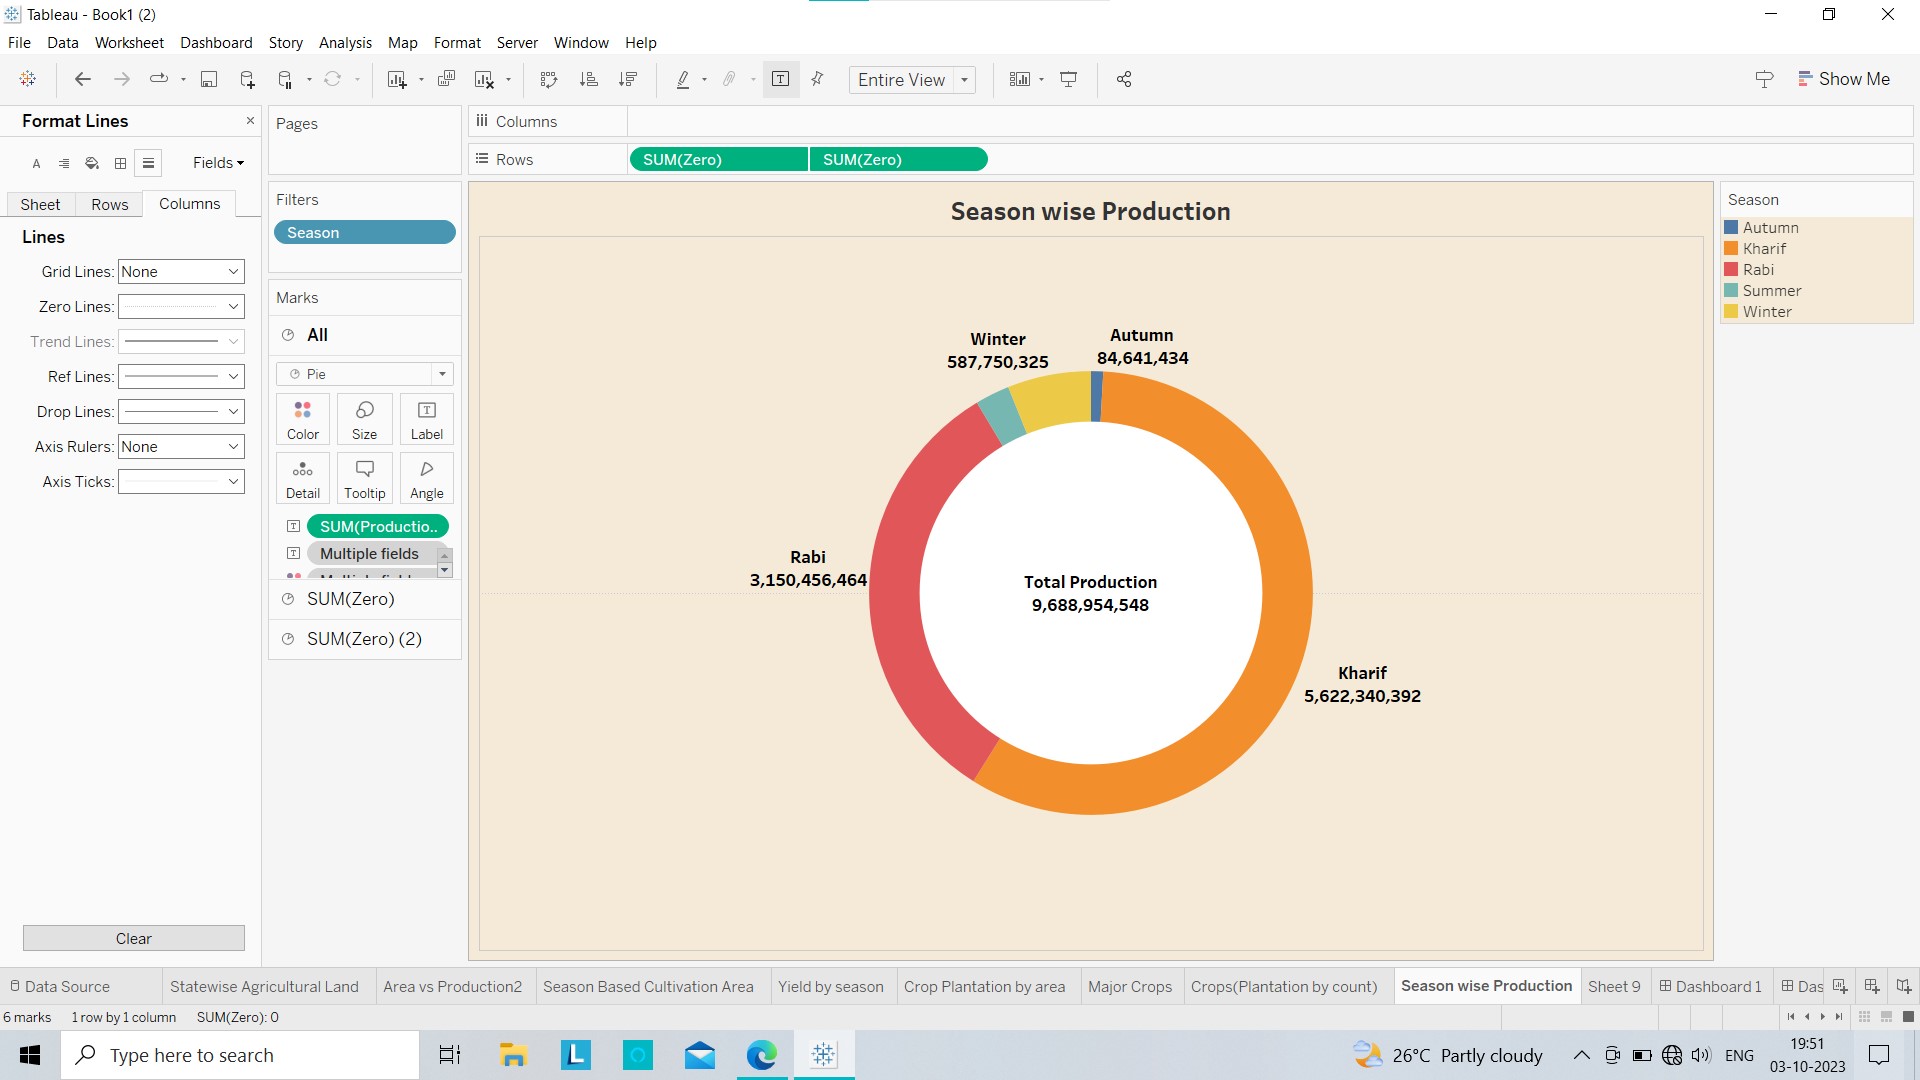 Tableau - Book1 (2)
File Data Worksheet Dashboard Story Analysis Map Format Server Window Help
Entire View
Show Me
Format Lines
Fields
Sheet Rows Columns
Lines
Grid Lines: None
Zero Lines:
Trend Lines:
Ref Lines:
Drop Lines:
Axis Rulers: None
Axis Ticks:
Clear
Pages
Filters
Season
Marks
All
Pie
Color Size Label
Detail Tooltip Angle
SUM(Productio..
Multiple fields
SUM(Zero)
SUM(Zero) (2)
Columns
Rows SUM(Zero) SUM(Zero)
Season wise Production
Winter
587,750,325
Autumn
84,641,434
Rabi
3,150,456,464
Total Production
9,688,954,548
Kharif
5,622,340,392
Season
Autumn
Kharif
Rabi
Summer
Winter
Data Source Statewise Agricultural Land Area vs Production2 Season Based Cultivation Area Yield by season Crop Plantation by area Major Crops Crops(Plantation by count) Season wise Production Sheet 9 Dashboard 1 Das
6 marks 1 row by 1 column SUM(Zero): 0
Type here to search
26°C Partly cloudy
ENG
19:51
03-10-2023